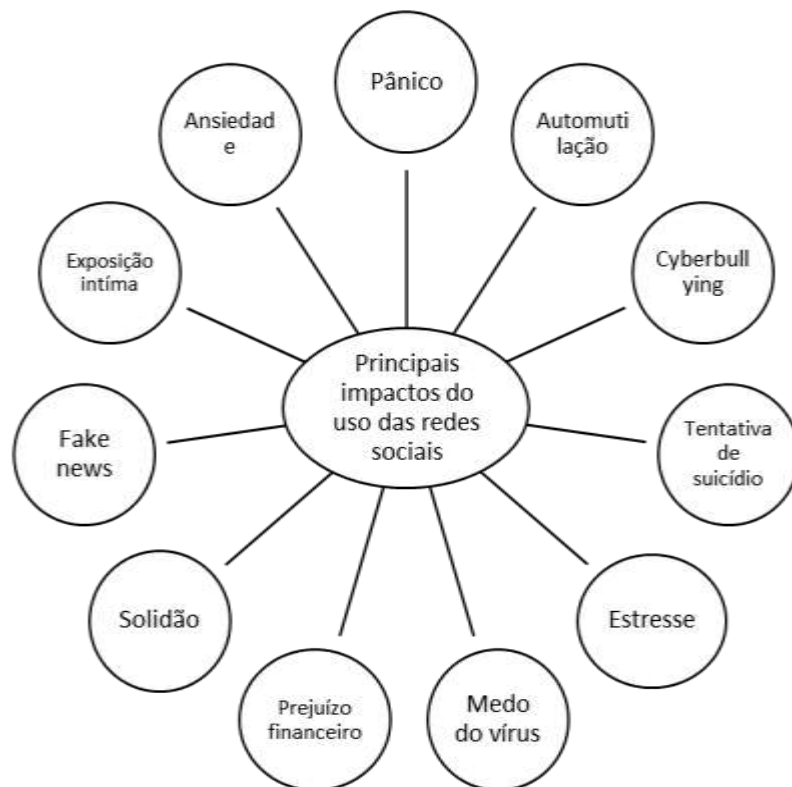 Pânico
Automuti
lação
Cyberbull
ying
Tentativa
de
suicídio
Estresse
Medo
do vírus
Prejuízo
financeiro
Solidão
Fake
news
Exposição
intíma
Ansiedad
e
Principais
impactos do
uso das redes
sociais